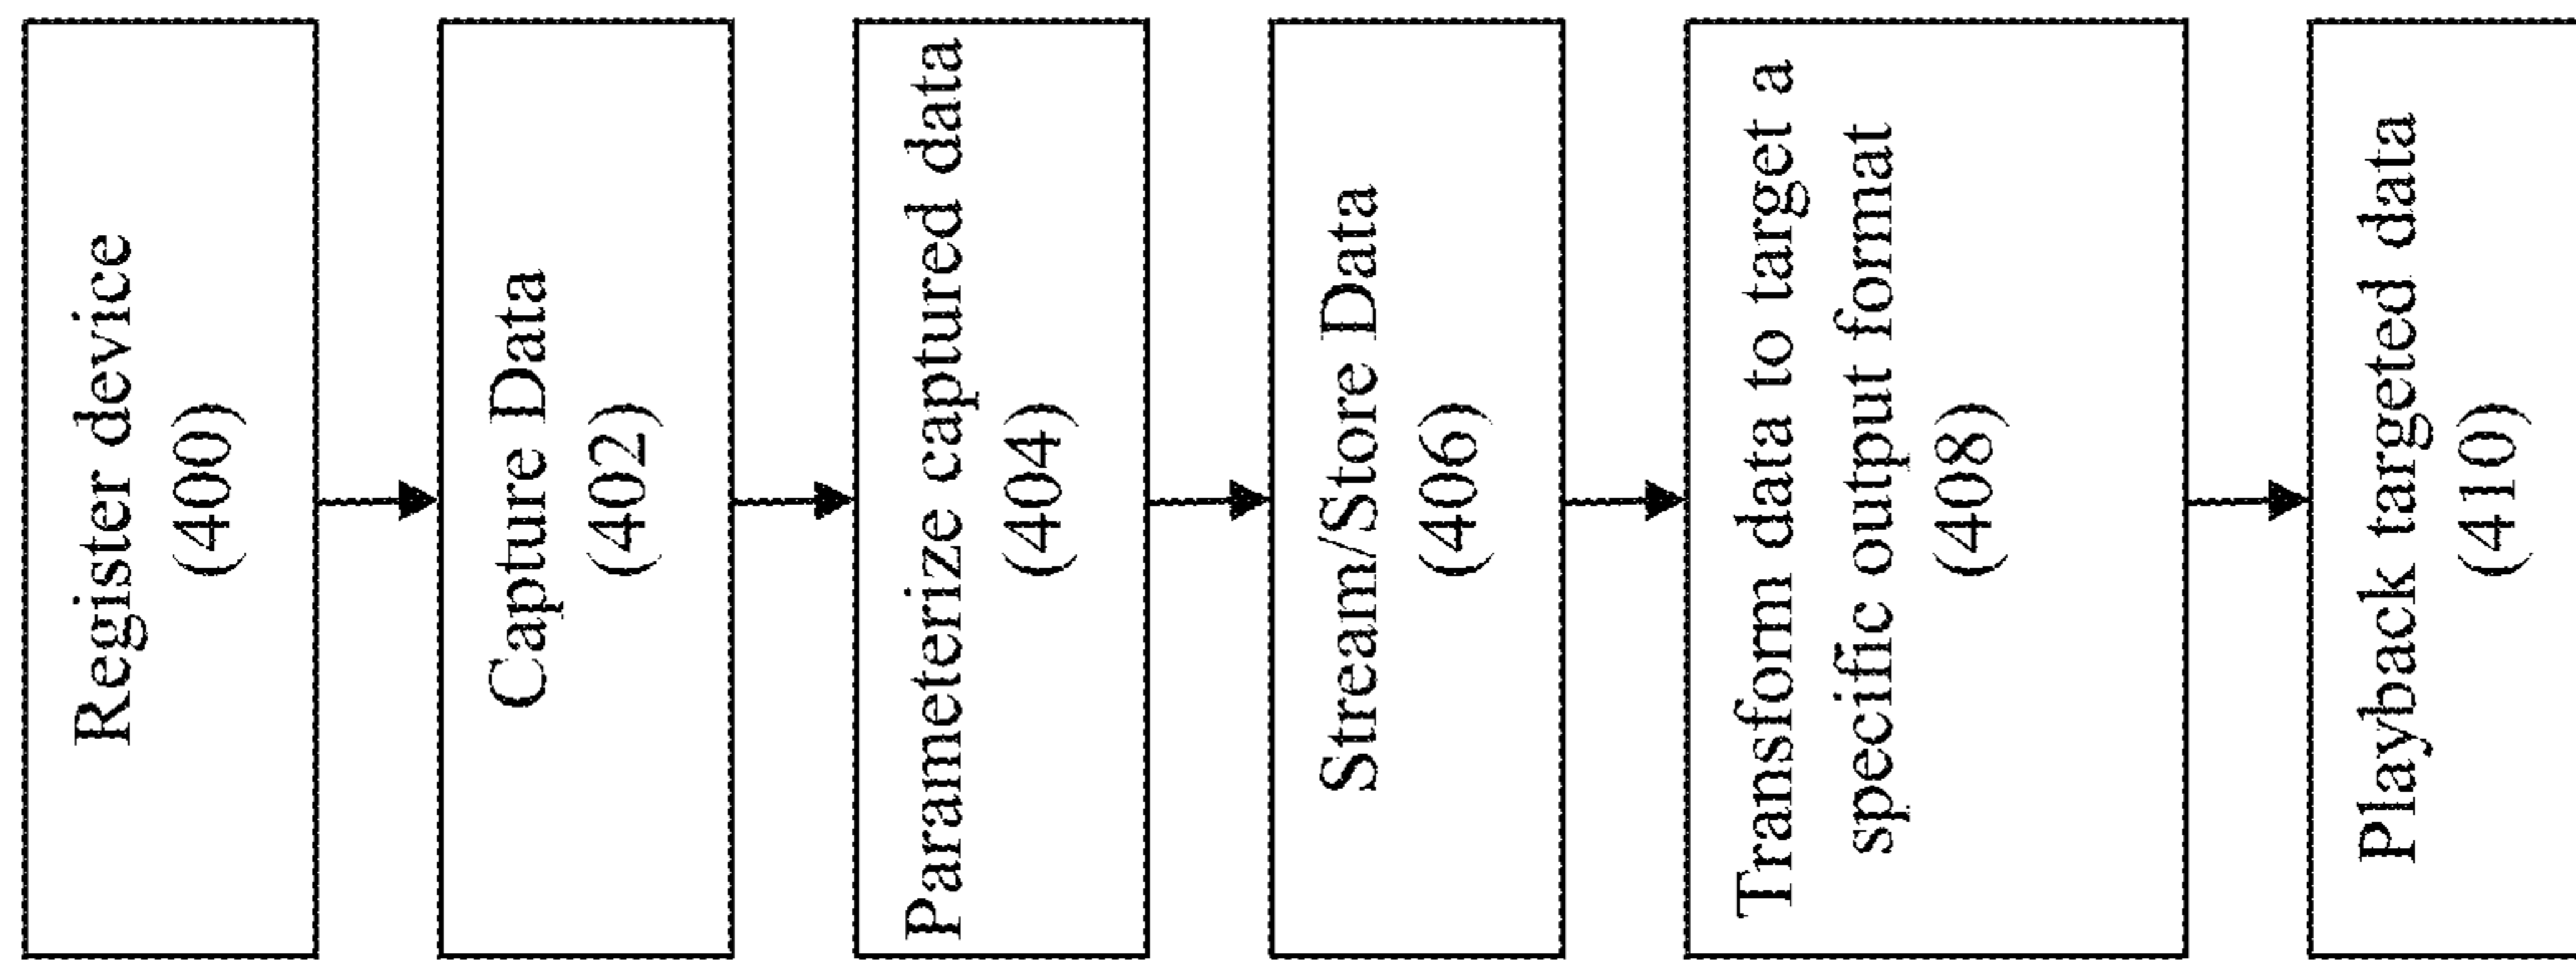 Register device
(400)
Capture Data
(402)
Parameterize captured data
(404)
Stream/Store Data
(406)
Transform data to target a
specific output format
(408)
Playback targeted data
(410)